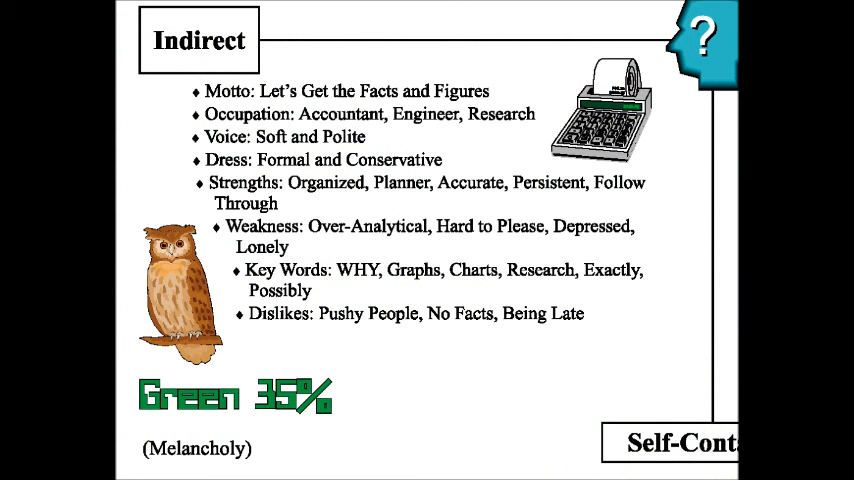 Indirect
?
♦ Motto: Let's Get the Facts and Figures
♦ Occupation: Accountant, Engineer, Research
♦ Voice: Soft and Polite
♦ Dress: Formal and Conservative
♦ Strengths: Organized, Planner, Accurate, Persistent, Follow
Through
♦ Weakness: Over-Analytical, Hard to Please, Depressed,
Lonely
♦ Key Words: WHY, Graphs, Charts, Research, Exactly,
Possibly
♦ Dislikes: Pushy People, No Facts, Being Late
Green 35%
Self-Cont
(Melancholy)